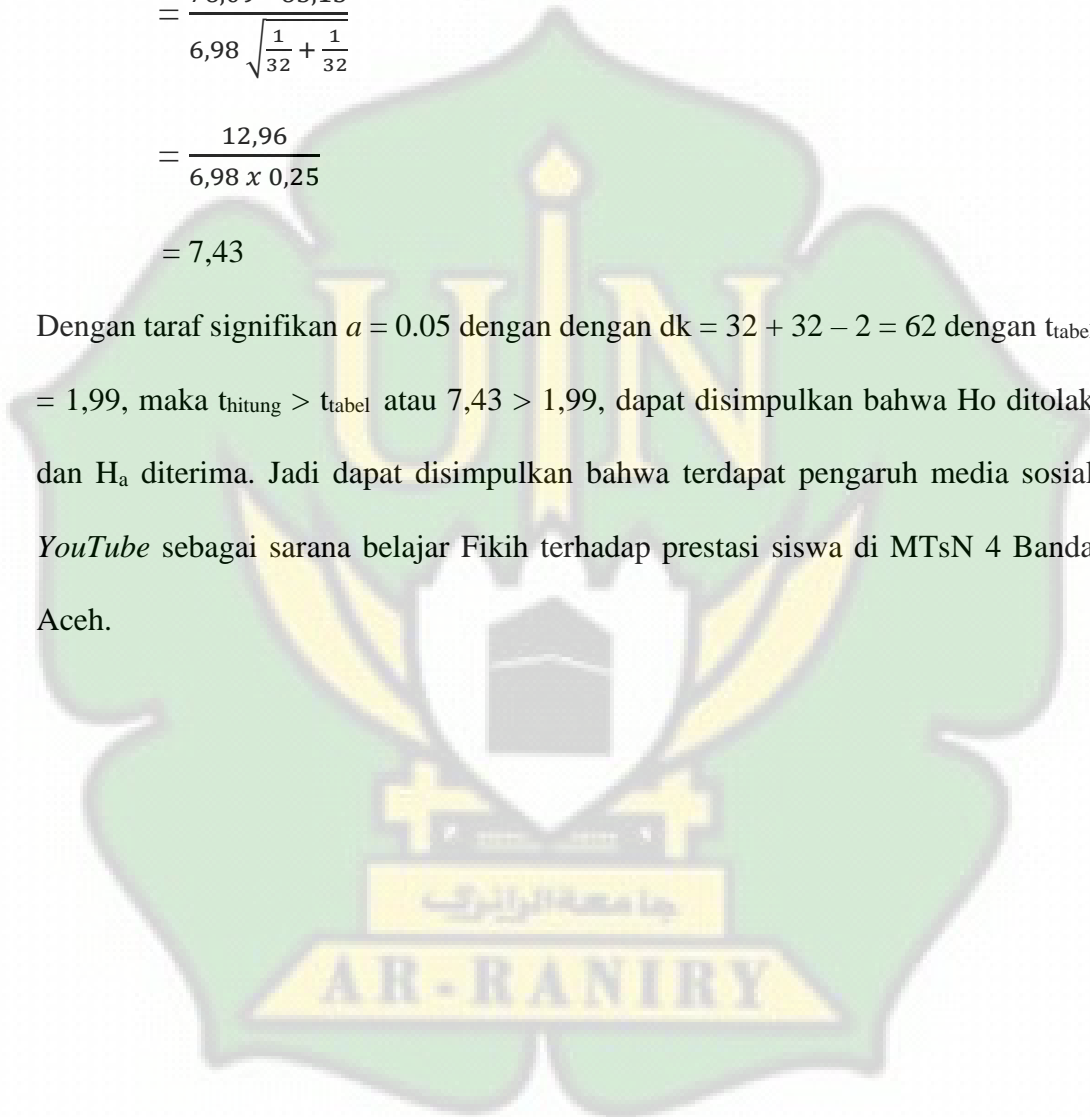 =
6,98 √ 1/32 + 1/32
= 12,96 / 6,98 x 0,25
= 7,43
Dengan taraf signifikan a = 0.05 dengan dengan dk = 32 + 32 – 2 = 62 dengan ttabel
= 1,99, maka thitung > ttabel atau 7,43 > 1,99, dapat disimpulkan bahwa Ho ditolak
dan Ha diterima. Jadi dapat disimpulkan bahwa terdapat pengaruh media sosial
YouTube sebagai sarana belajar Fikih terhadap prestasi siswa di MTsN 4 Banda
Aceh.
UIN
جامعة الرانري
AR-RANIRY